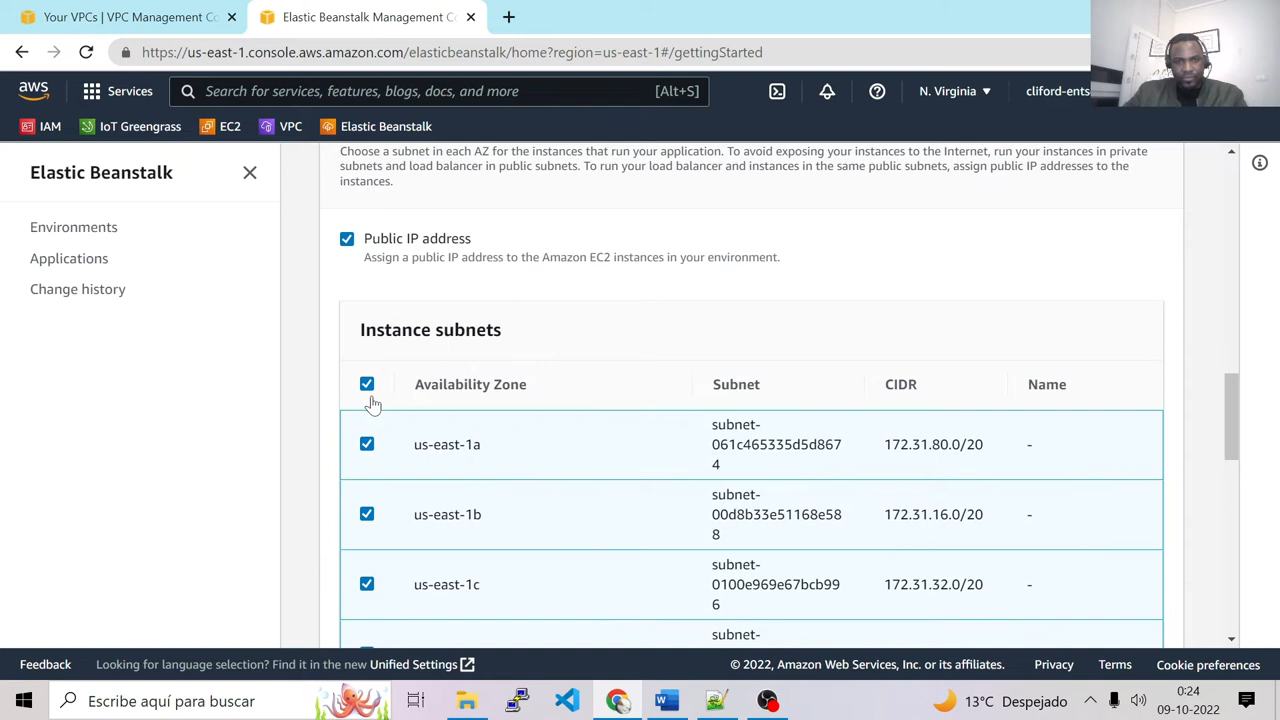 Your VPCs | VPC Management Co
Elastic Beanstalk Management Co
https://us-east-1.console.aws.amazon.com/elasticbeanstalk/home?region=us-east-1#/gettingStarted
aws
Services
Search for services, features, blogs, docs, and more
[Alt+S]
N. Virginia
cliford-ents
IAM
IoT Greengrass
EC2
VPC
Elastic Beanstalk
Elastic Beanstalk
Environments
Applications
Change history
Choose a subnet in each AZ for the instances that run your application. To avoid exposing your instances to the Internet, run your instances in private
subnets and load balancer in public subnets. To run your load balancer and instances in the same public subnets, assign public IP addresses to the
instances.
Public IP address
Assign a public IP address to the Amazon EC2 instances in your environment.
Instance subnets
Availability Zone Subnet CIDR Name
us-east-1a
subnet-
061c465335d5d867
4
172.31.80.0/20
-
us-east-1b
subnet-
00d8b33e51168e58
8
172.31.16.0/20
-
us-east-1c
subnet-
0100e969e67bcb99
6
172.31.32.0/20
-
subnet-
Feedback
Looking for language selection? Find it in the new Unified Settings
© 2022, Amazon Web Services, Inc. or its affiliates.
Privacy
Terms
Cookie preferences
Escribe aquí para buscar
13°C Despejado
0:24
09-10-2022